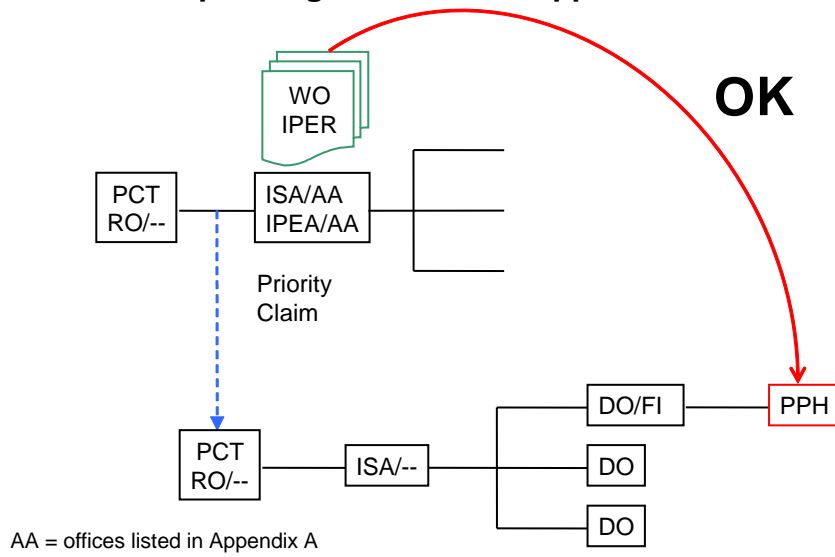 WO
IPER
OK
PCT
RO/--
ISA/AA
IPEA/AA
Priority
Claim
DO/FI
PPH
PCT
RO/--
ISA/--
DO
DO
AA = offices listed in Appendix A